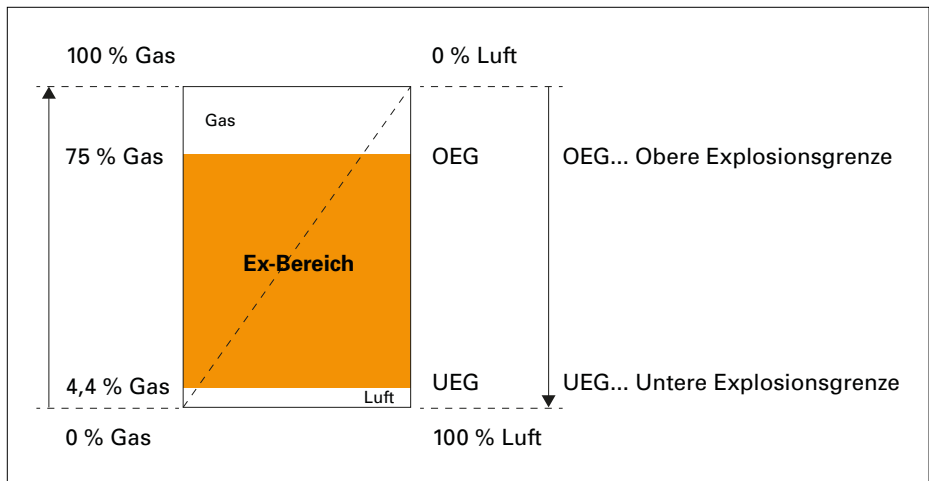 100 % Gas
0 % Luft
Gas
75 % Gas
OEG
OEG... Obere Explosionsgrenze
Ex-Bereich
4,4 % Gas
UEG
UEG... Untere Explosionsgrenze
Luft
0 % Gas
100 % Luft